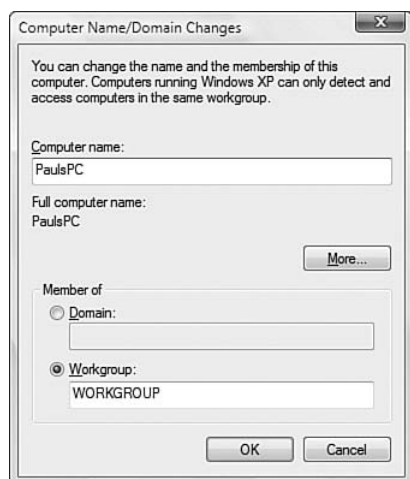 Computer Name/Domain Changes
You can change the name and the membership of this
computer. Computers running Windows XP can only detect and
access computers in the same workgroup.
Computer name:
PaulsPC
Full computer name:
PaulsPC
More...
Member of
Domain:
Workgroup:
WORKGROUP
OK
Cancel